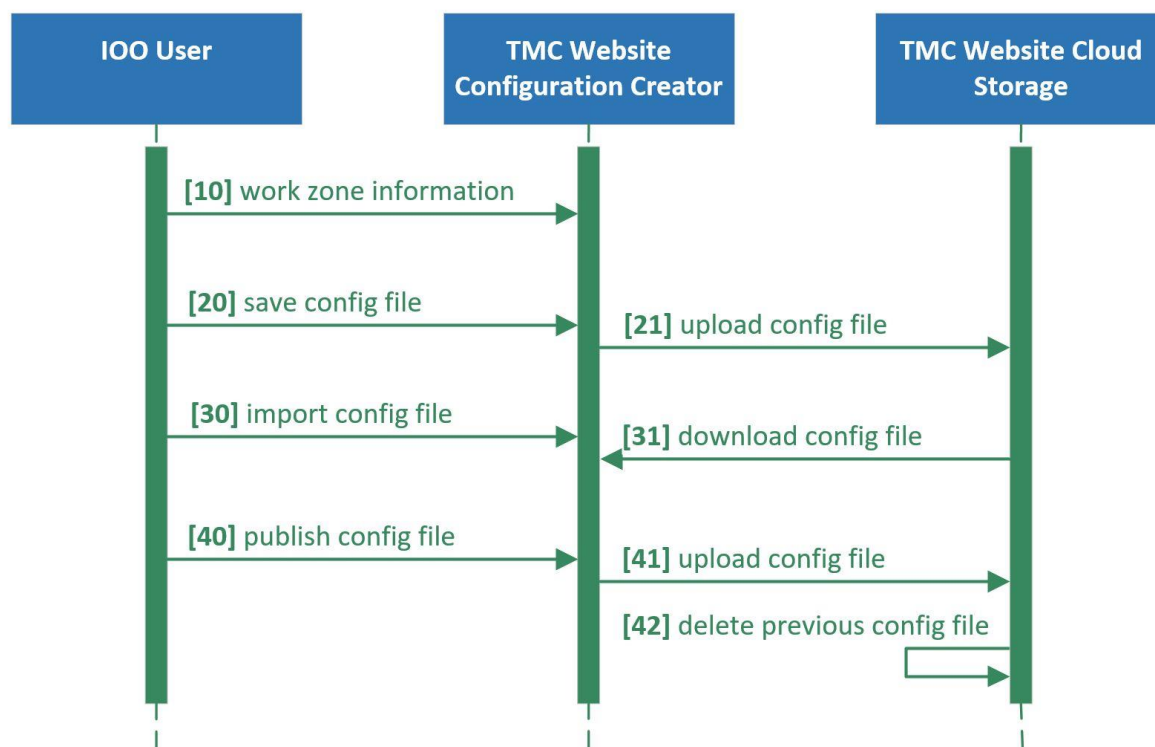 IOO User
TMC Website
Configuration Creator
TMC Website Cloud
Storage
[10] work zone information
[20] save config file
[21] upload config file
[30] import config file
[31] download config file
[40] publish config file
[41] upload config file
[42] delete previous config file